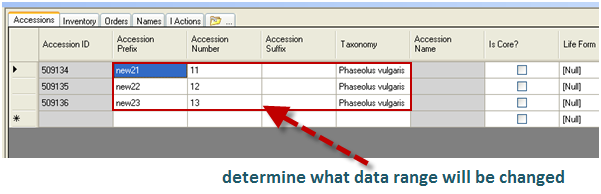 Accessions Inventory Orders Names I Actions ...
Accession ID Accession Prefix Accession Number Accession Suffix Taxonomy Accession Name Is Core? Life Form
509134 new21 11 Phaseolus vulgaris [Null]
509135 new22 12 Phaseolus vulgaris [Null]
509136 new23 13 Phaseolus vulgaris [Null]
* [Null]
determine what data range will be changed